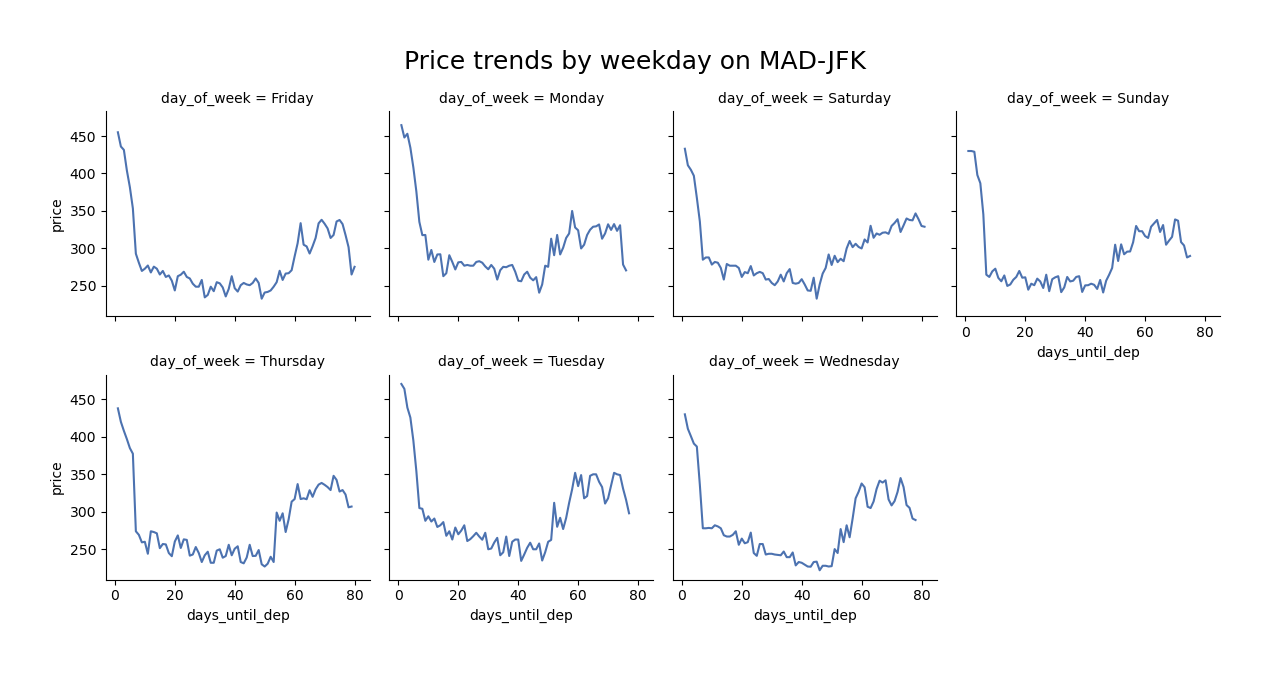 Price trends by weekday on MAD-JFK
day_of_week = Friday
day_of_week = Monday
day_of_week = Saturday
day_of_week = Sunday
450
400
350
300
250
price
0 20 40 60 80
days_until_dep
day_of_week = Thursday
day_of_week = Tuesday
day_of_week = Wednesday
450
400
350
300
250
price
0 20 40 60 80
days_until_dep
0 20 40 60 80
days_until_dep
0 20 40 60 80
days_until_dep